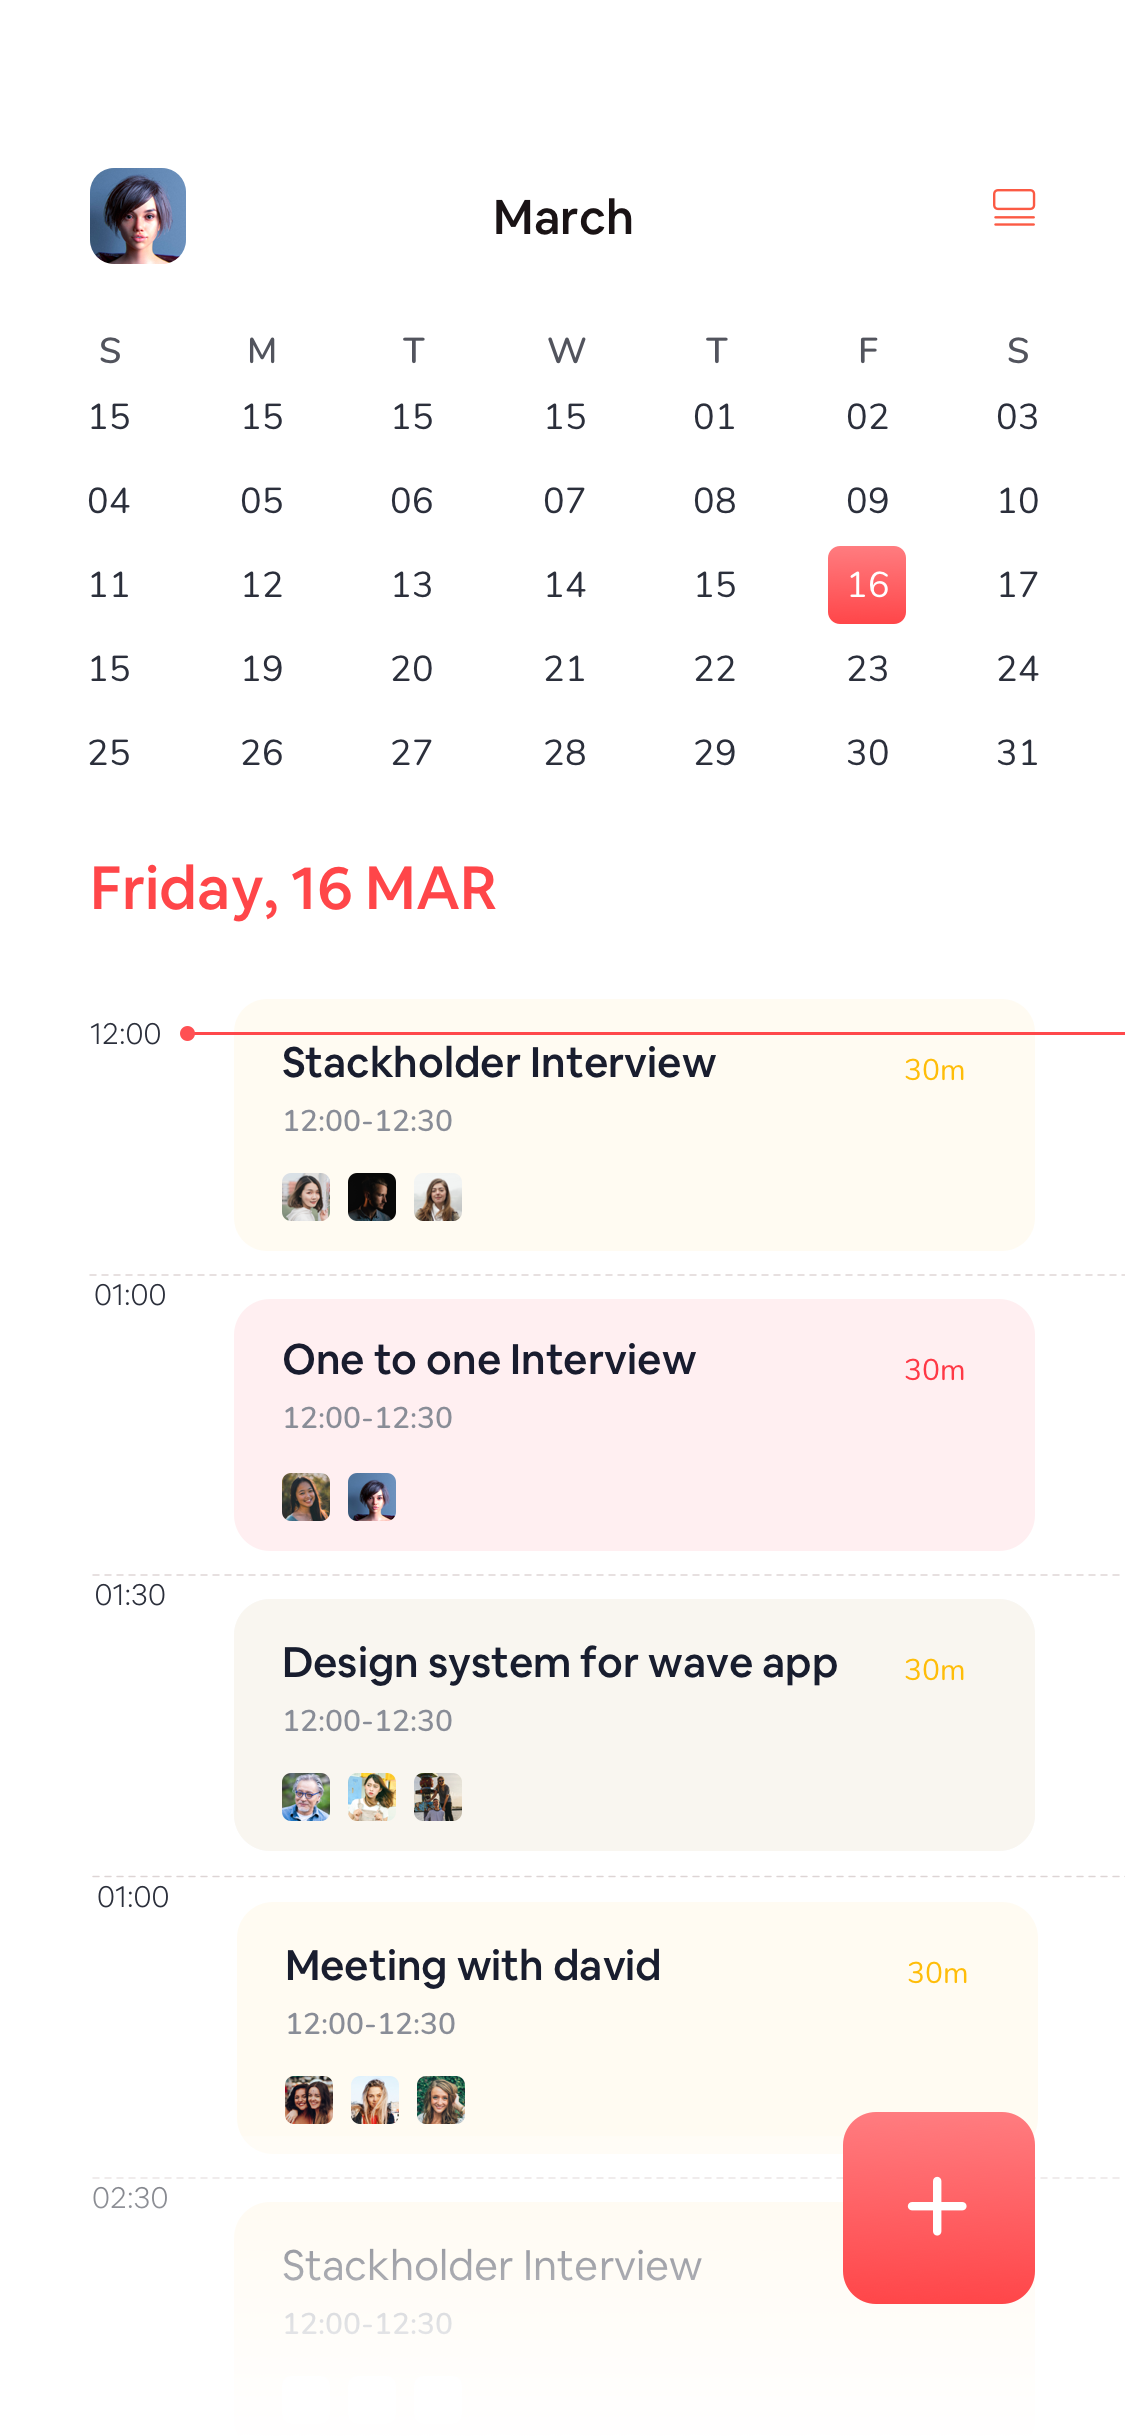 March
S M T W T F S
15 15 15 15 01 02 03
04 05 06 07 08 09 10
11 12 13 14 15 16 17
15 19 20 21 22 23 24
25 26 27 28 29 30 31
Friday, 16 MAR
12:00
Stackholder Interview 30m
12:00-12:30
01:00
One to one Interview 30m
12:00-12:30
01:30
Design system for wave app 30m
12:00-12:30
01:00
Meeting with david 30m
12:00-12:30
02:30
Stackholder Interview
12:00-12:30